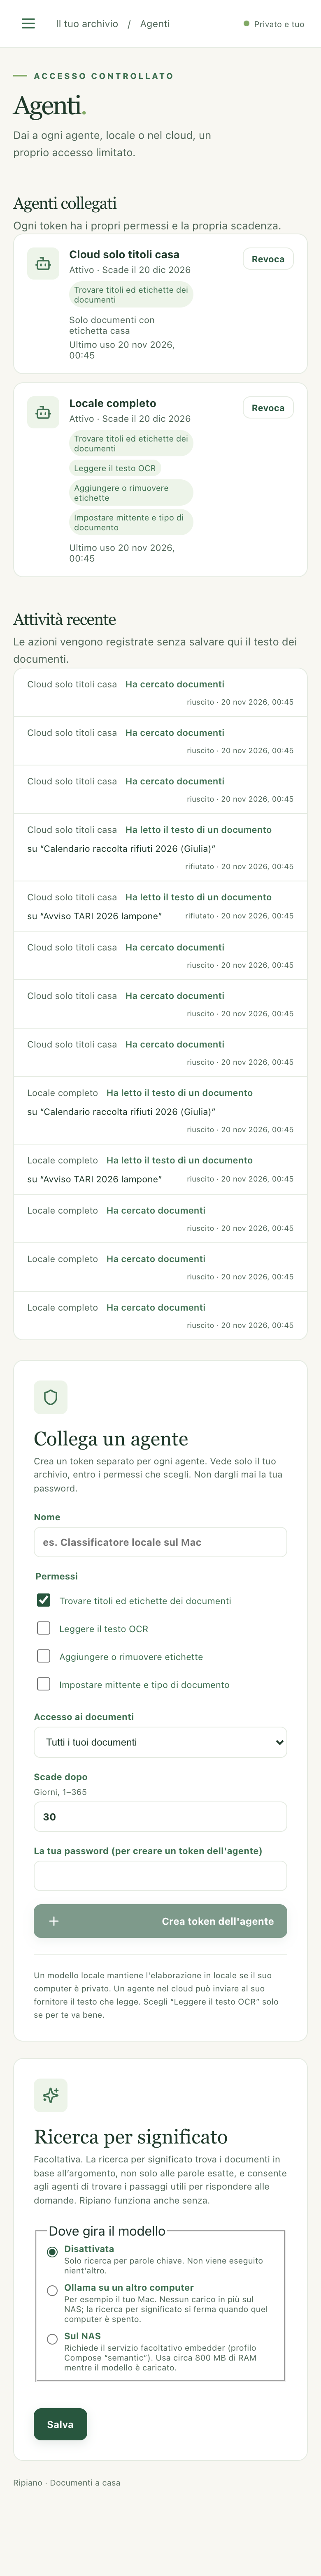 Il tuo archivio / Agenti
Privato e tuo
ACCESSO CONTROLLATO
Agenti.
Dai a ogni agente, locale o nel cloud, un
proprio accesso limitato.
Agenti collegati
Ogni token ha i propri permessi e la propria scadenza.
Cloud solo titoli casa
Revoca
Attivo · Scade il 20 dic 2026
Trovare titoli ed etichette dei
documenti
Solo documenti con
etichetta casa
Ultimo uso 20 nov 2026,
00:45
Locale completo
Revoca
Attivo · Scade il 20 dic 2026
Trovare titoli ed etichette dei
documenti
Leggere il testo OCR
Aggiungere o rimuovere
etichette
Impostare mittente e tipo di
documento
Ultimo uso 20 nov 2026,
00:45
Attività recente
Le azioni vengono registrate senza salvare qui il testo dei
documenti.
Cloud solo titoli casa Ha cercato documenti
riuscito · 20 nov 2026, 00:45
Cloud solo titoli casa Ha cercato documenti
riuscito · 20 nov 2026, 00:45
Cloud solo titoli casa Ha cercato documenti
riuscito · 20 nov 2026, 00:45
Cloud solo titoli casa Ha letto il testo di un documento
su “Calendario raccolta rifiuti 2026 (Giulia)”
rifiutato · 20 nov 2026, 00:45
Cloud solo titoli casa Ha letto il testo di un documento
su “Avviso TARI 2026 lampone” rifiutato · 20 nov 2026, 00:45
Cloud solo titoli casa Ha cercato documenti
riuscito · 20 nov 2026, 00:45
Cloud solo titoli casa Ha cercato documenti
riuscito · 20 nov 2026, 00:45
Cloud solo titoli casa Ha cercato documenti
riuscito · 20 nov 2026, 00:45
Locale completo Ha letto il testo di un documento
su “Calendario raccolta rifiuti 2026 (Giulia)”
riuscito · 20 nov 2026, 00:45
Locale completo Ha letto il testo di un documento
su “Avviso TARI 2026 lampone” riuscito · 20 nov 2026, 00:45
Locale completo Ha cercato documenti
riuscito · 20 nov 2026, 00:45
Locale completo Ha cercato documenti
riuscito · 20 nov 2026, 00:45
Locale completo Ha cercato documenti
riuscito · 20 nov 2026, 00:45
Collega un agente
Crea un token separato per ogni agente. Vede solo il tuo
archivio, entro i permessi che scegli. Non dargli mai la tua
password.
Nome
es. Classificatore locale sul Mac
Permessi
Trovare titoli ed etichette dei documenti
Leggere il testo OCR
Aggiungere o rimuovere etichette
Impostare mittente e tipo di documento
Accesso ai documenti
Tutti i tuoi documenti
Scade dopo
Giorni, 1–365
30
La tua password (per creare un token dell'agente)
Crea token dell'agente
Un modello locale mantiene l'elaborazione in locale se il suo
computer è privato. Un agente nel cloud può inviare al suo
fornitore il testo che legge. Scegli “Leggere il testo OCR” solo
se per te va bene.
Ricerca per significato
Facoltativa. La ricerca per significato trova i documenti in
base all'argomento, non solo alle parole esatte, e consente
agli agenti di trovare i passaggi utili per rispondere alle
domande. Ripiano funziona anche senza.
Dove gira il modello
Disattivata
Solo ricerca per parole chiave. Non viene eseguito
nient'altro.
Ollama su un altro computer
Per esempio il tuo Mac. Nessun carico in più sul
NAS; la ricerca per significato si ferma quando quel
computer è spento.
Sul NAS
Richiede il servizio facoltativo embedder (profilo
Compose “semantic”). Usa circa 800 MB di RAM
mentre il modello è caricato.
Salva
Ripiano · Documenti a casa